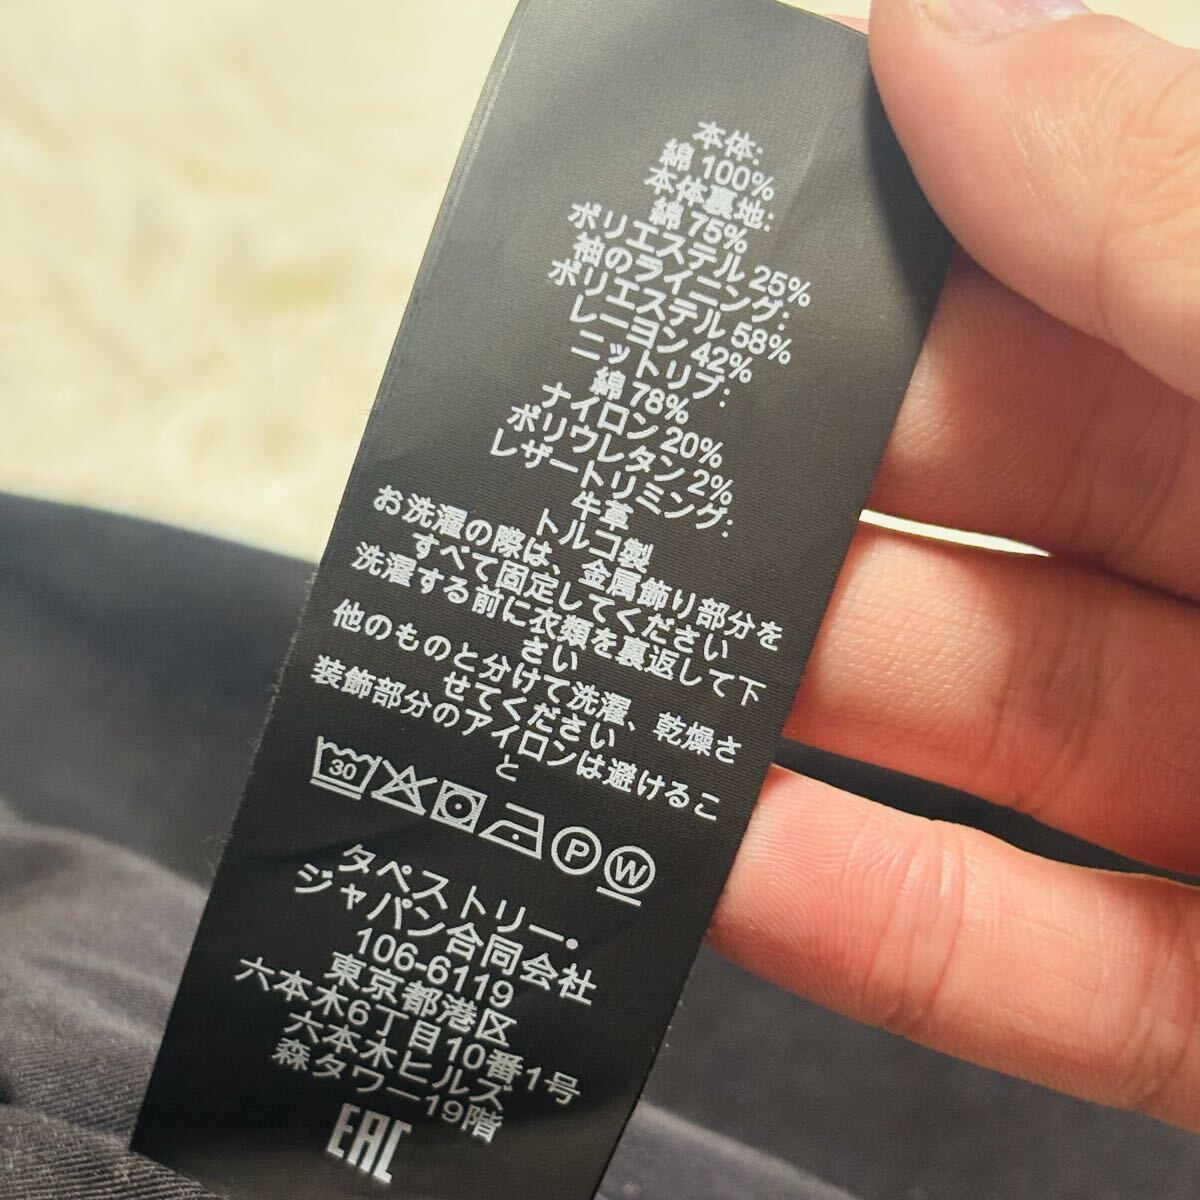 本体:
綿 100%
本体裏地:
綿 75%
ポリエステル 25%
袖のライニング:
ポリエステル 58%
レーヨン 42%
ニットリブ:
綿 78%
ナイロン 20%
ポリウレタン 2%
レザートリミング:
牛革
トルコ製
お洗濯の際は、金属飾り部分を
すべて固定してください
洗濯する前に衣類を裏返して下
さい
他のものと分けて洗濯、乾燥さ
せてください
装飾部分のアイロンは避けるこ
と
30 P W
タペストリー・
ジャパン合同会社
106-6119
東京都港区
六本木6丁目10番1号
六本木ヒルズ
森タワー19階
EAC